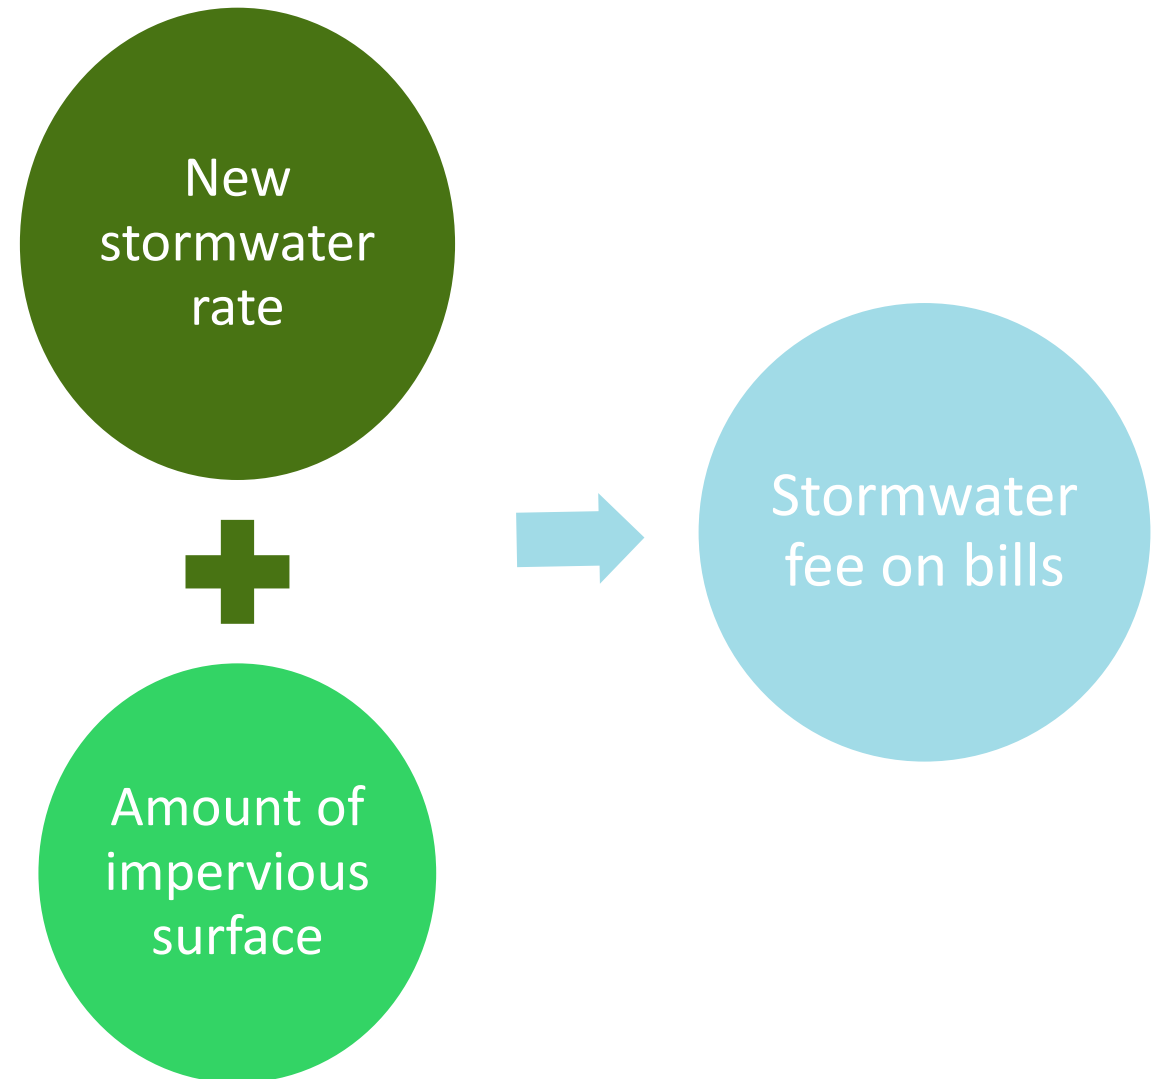 New
stormwater
rate
Amount of
impervious
surface
Stormwater
fee on bills